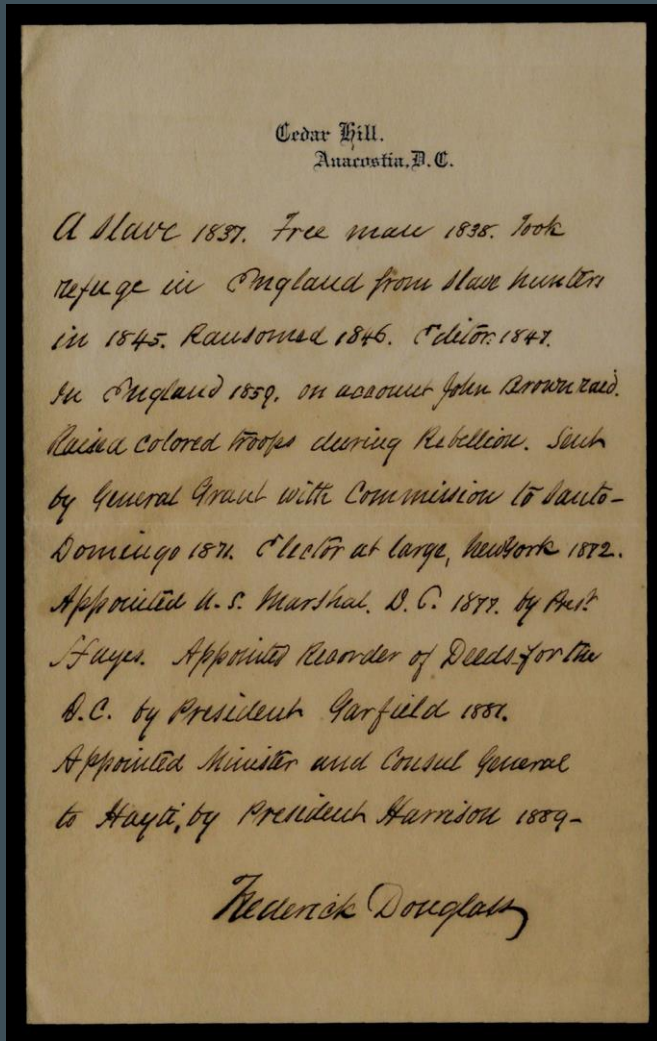 Cedar Hill.
Anacostia, D.C.
A slave 1837. Free man 1838. Took
refuge in England from slave hunters
in 1845. Ransomed 1846. Editor. 1847.
In England 1859. on account John Brown raid.
Raised colored troops during Rebellion. Sent
by General Grant with Commission to Santo-
Domingo 1871. Elector at large, New York 1872.
Appointed U. S. Marshal. D. C. 1877. by Prest
Hayes. Appointed Recorder of Deeds for the
D.C. by President Garfield 1881.
Appointed Minister and Consul General
to Hayti, by President Harrison 1889-
Frederick Douglass